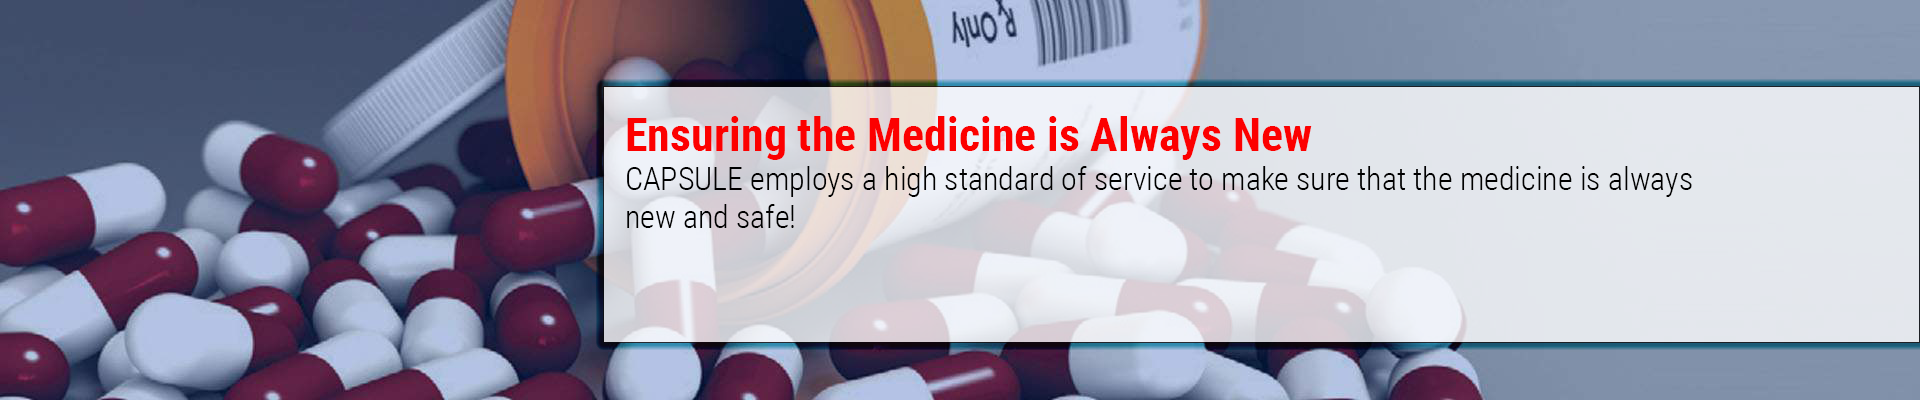 Rx Only
Ensuring the Medicine is Always New
CAPSULE employs a high standard of service to make sure that the medicine is always
new and safe!